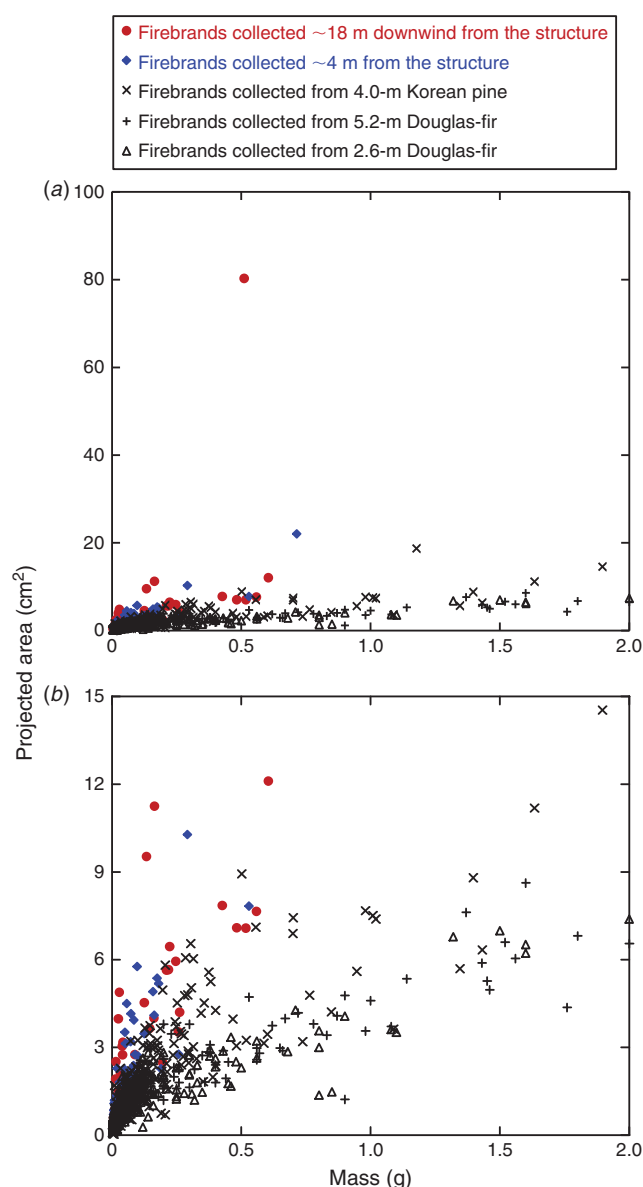 Firebrands collected ~18 m downwind from the structure
Firebrands collected ~4 m from the structure
Firebrands collected from 4.0-m Korean pine
Firebrands collected from 5.2-m Douglas-fir
Firebrands collected from 2.6-m Douglas-fir
(a)
100
80
60
40
20
0
0
0.5
1.0
1.5
2.0
Projected area (cm²)
(b)
15
12
9
6
3
0
0
0.5
1.0
1.5
2.0
Mass (g)